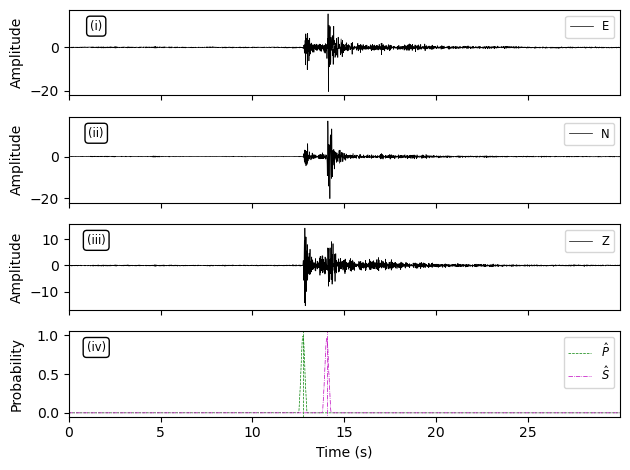 (i)
E
Amplitude
0
−20
(ii)
N
Amplitude
0
−20
(iii)
Z
Amplitude
10
0
−10
(iv)
P̂
Ŝ
Probability
1.0
0.5
0.0
0 5 10 15 20 25
Time (s)